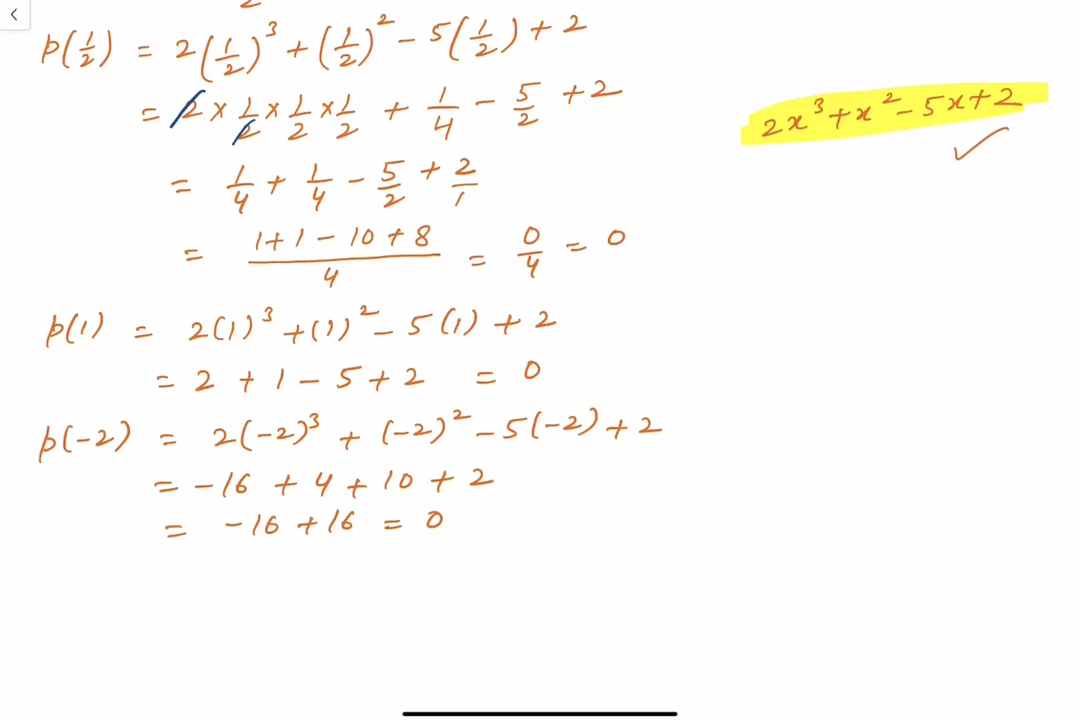 p(1/2) = 2(1/2)³ + (1/2)² - 5(1/2) + 2
= 2 × 1/2 × 1/2 × 1/2 + 1/4 - 5/2 + 2
2x³ + x² - 5x + 2
= 1/4 + 1/4 - 5/2 + 2/1
= (1 + 1 - 10 + 8)/4 = 0/4 = 0
p(1) = 2(1)³ + (1)² - 5(1) + 2
= 2 + 1 - 5 + 2 = 0
p(-2) = 2(-2)³ + (-2)² - 5(-2) + 2
= -16 + 4 + 10 + 2
= -16 + 16 = 0